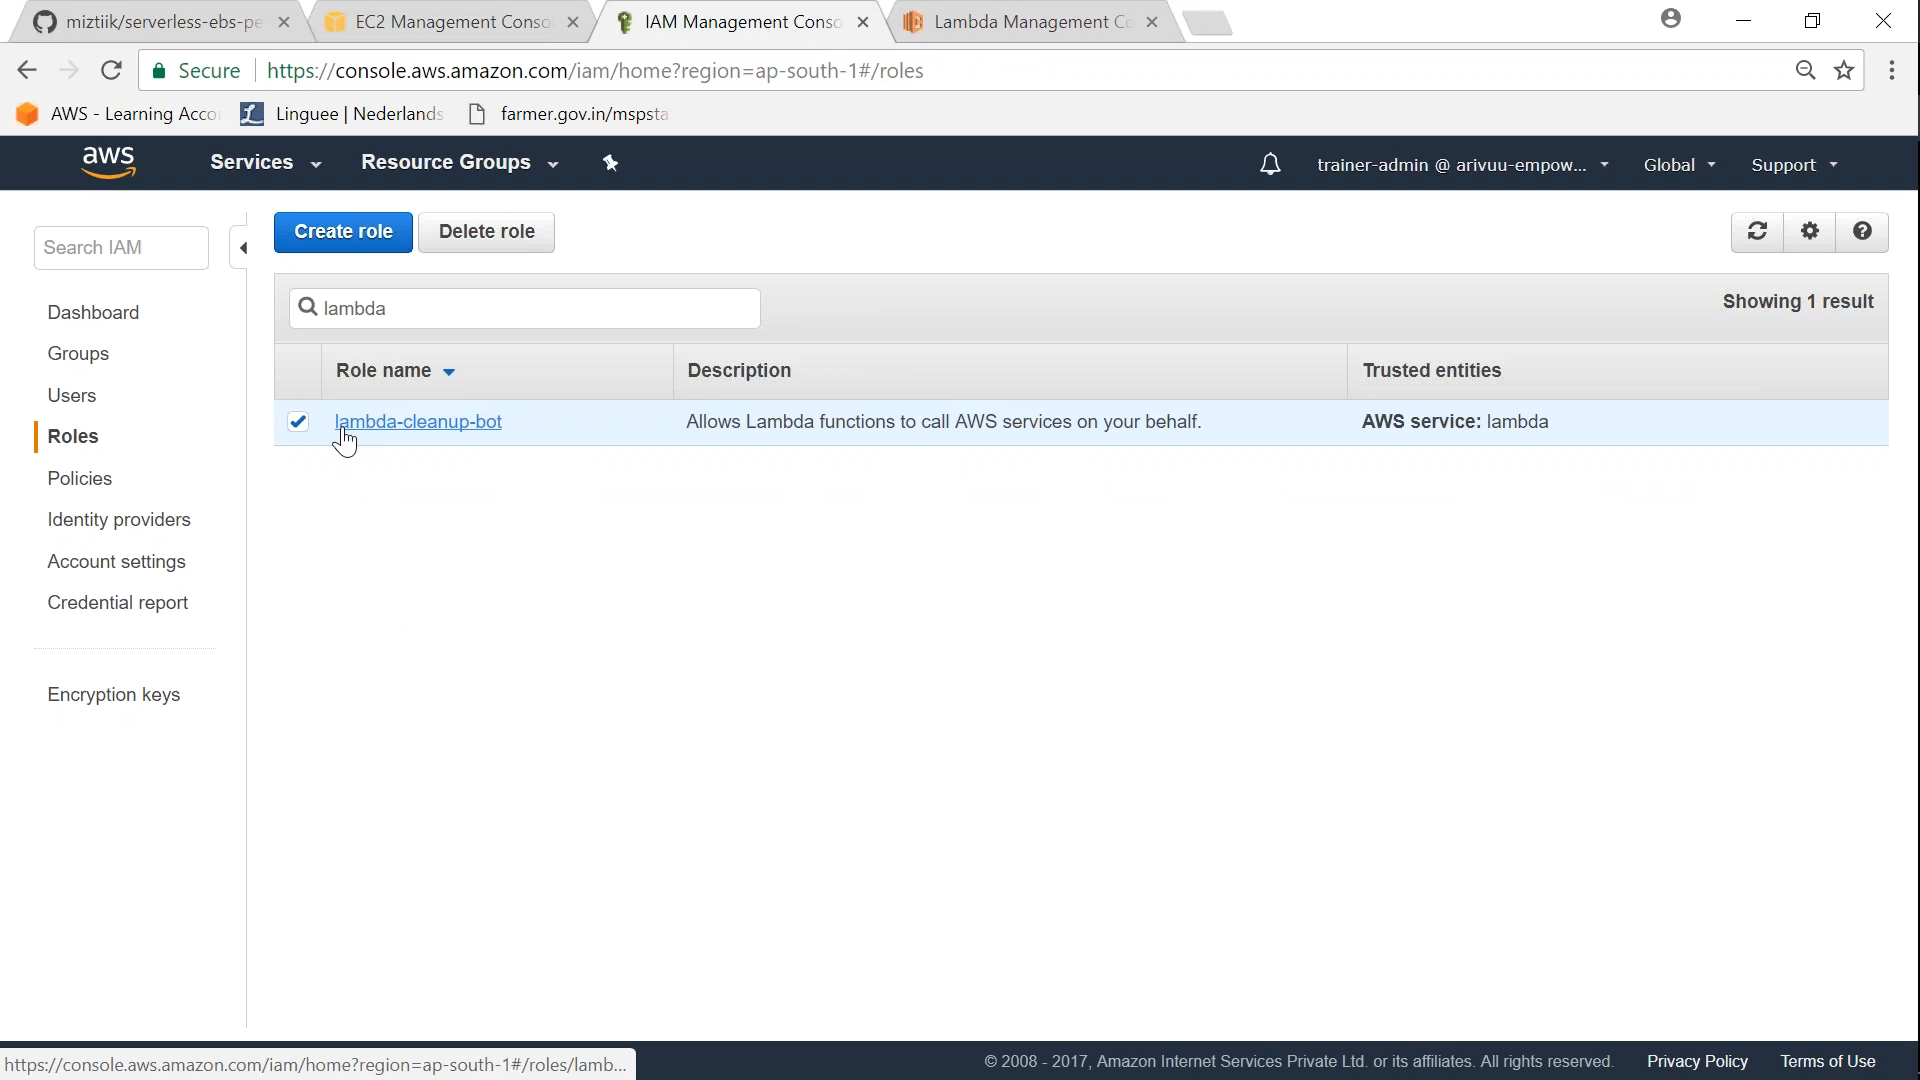 miztiik/serverless-ebs-pe
EC2 Management Conso
IAM Management Conso
Lambda Management Co
Secure
https://console.aws.amazon.com/iam/home?region=ap-south-1#/roles
AWS - Learning Accou
Linguee | Nederlands
farmer.gov.in/mspsta
aws
Services
Resource Groups
trainer-admin @ arivuu-empow...
Global
Support
Search IAM
Create role
Delete role
lambda
Showing 1 result
Role name
Description
Trusted entities
lambda-cleanup-bot
Allows Lambda functions to call AWS services on your behalf.
AWS service: lambda
Dashboard
Groups
Users
Roles
Policies
Identity providers
Account settings
Credential report
Encryption keys
https://console.aws.amazon.com/iam/home?region=ap-south-1#/roles/lamb...
© 2008 - 2017, Amazon Internet Services Private Ltd. or its affiliates. All rights reserved.
Privacy Policy
Terms of Use